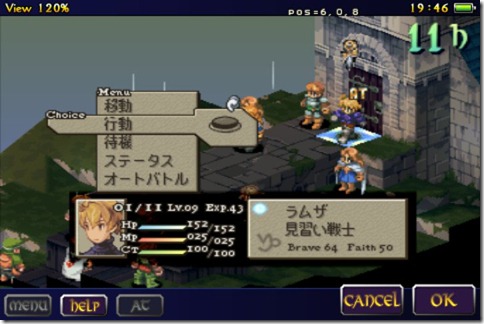 View 120%
pos=6,0,8
19:46
11h
Menu
移動
Choice
行動
待機
ステータス
オートバトル
AT
01/11 Lv.09 Exp.43
Hp 152/152
Mp 025/025
CT 100/100
ラムザ
見習い戦士
Brave 64 Faith 50
MENU
HELP
AT
CANCEL
OK